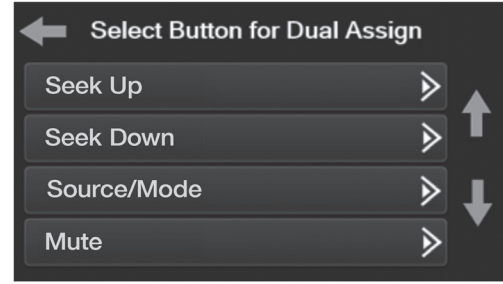 Select Button for Dual Assign
Seek Up
Seek Down
Source/Mode
Mute